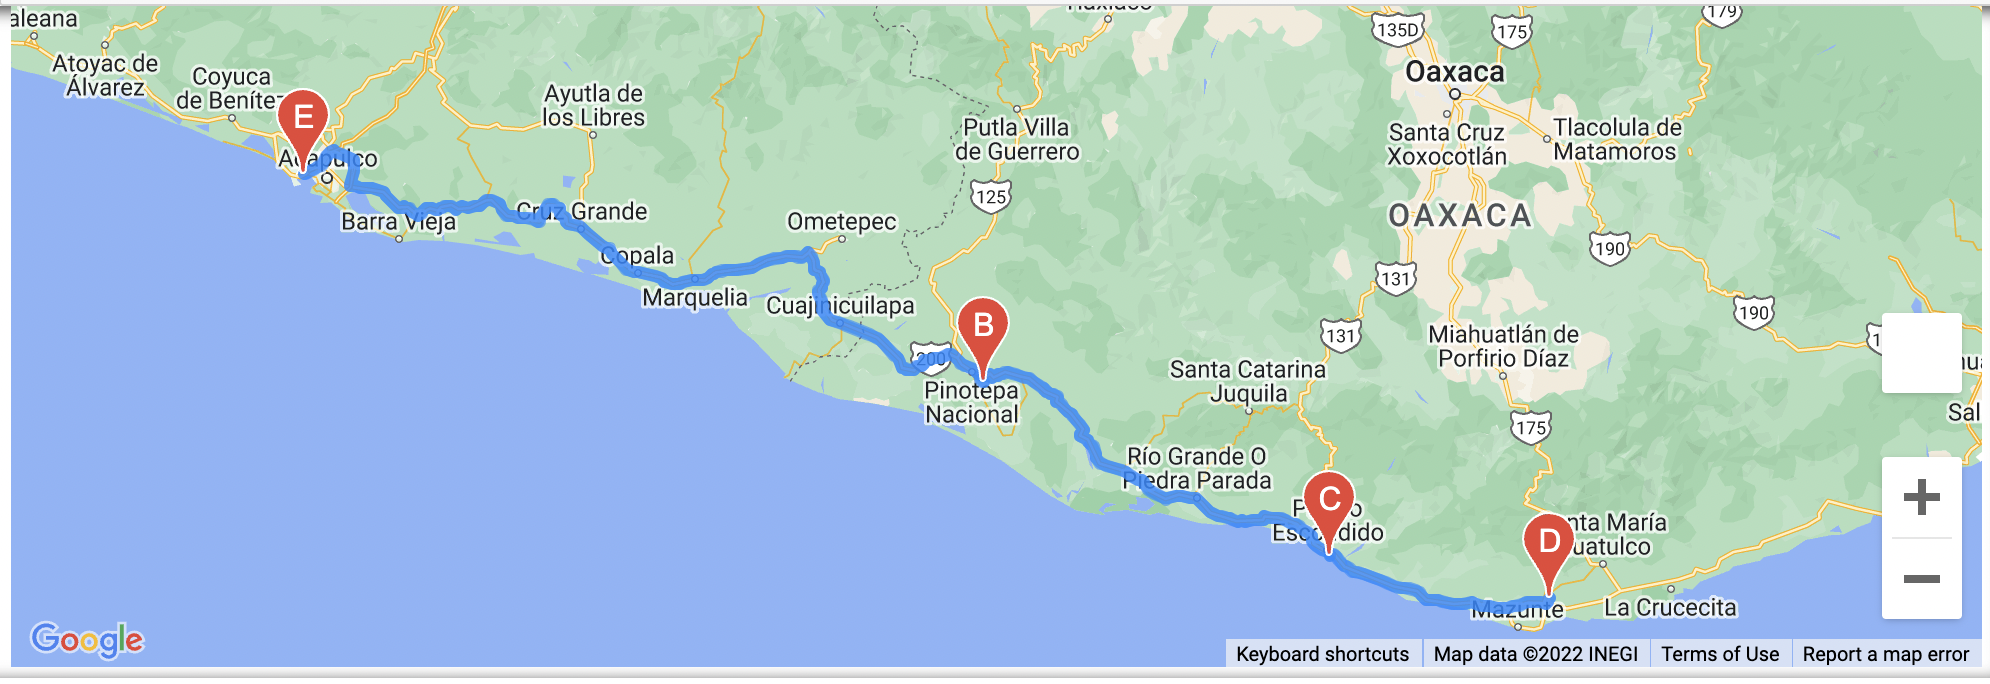 aleana
179
135D
175
Atoyac de
Álvarez
Coyuca
de Benítez
Oaxaca
Ayutla de
los Libres
E
Putla Villa
de Guerrero
Santa Cruz
Xoxocotlán
Tlacolula de
Matamoros
Acapulco
125
Barra Vieja
Cruz Grande
Ometepec
OAXACA
190
Copala
131
Marquelia
Cuajinicuilapa
B
190
131
Miahuatlán de
Porfirio Díaz
200
Pinotepa
Nacional
Santa Catarina
Juquila
Sal
175
Río Grande O
Piedra Parada
C
Escondido
D
nta María
uatulco
Mazunte
La Crucecita
+
−
Google
Keyboard shortcuts
Map data ©2022 INEGI
Terms of Use
Report a map error